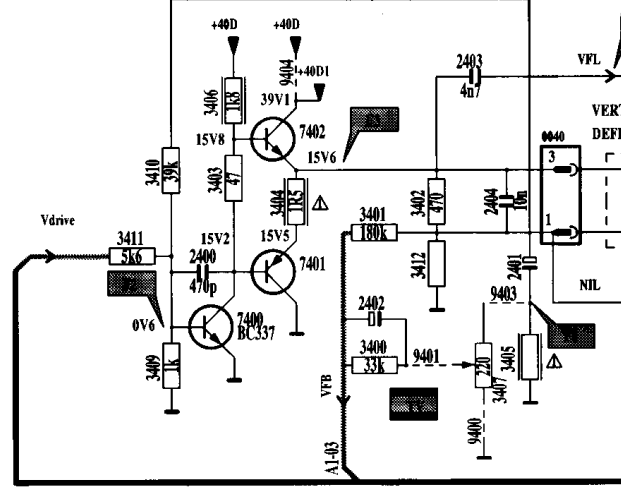 +40D
+40D
9404
+40D1
2403
4n7
VFL
3406
1k8
39V1
7402
15V8
15V6
VERT
DEFL
0040
3
3410
39k
3403
47
3404
1R5
3402
470
2404
10n
Vdrive
3411
5k6
15V2
2400
470p
15V5
7401
3401
180k
1
3412
2401
NIL
0V6
7400
BC337
2402
9403
3409
1k
3400
33k
9401
220
3407
3405
VFB
9400
A1-03